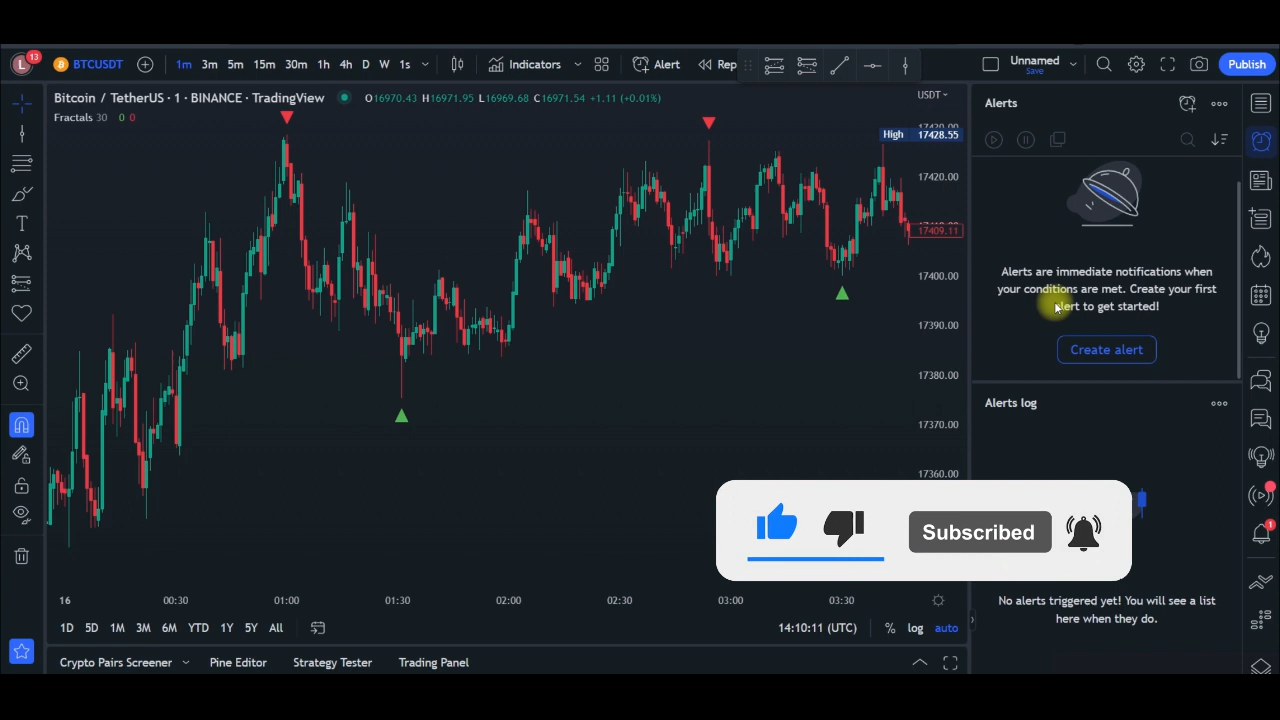 L 13 BTCUSDT 1m 3m 5m 15m 30m 1h 4h D W 1s Indicators Alert Rep Unnamed Publish
Save
Bitcoin / TetherUS · 1 · BINANCE · TradingView O16970.43 H16971.95 L16969.68 C16971.54 +1.11 (+0.01%) USDT
Fractals 30 0 0
High 17428.55
17420.00
17409.11
17400.00
17390.00
17380.00
17370.00
17360.00
16 00:30 01:00 01:30 02:00 02:30 03:00 03:30
1D 5D 1M 3M 6M YTD 1Y 5Y All 14:10:11 (UTC) % log auto
Crypto Pairs Screener Pine Editor Strategy Tester Trading Panel
Alerts
Alerts are immediate notifications when
your conditions are met. Create your first
alert to get started!
Create alert
Alerts log
Subscribed
No alerts triggered yet! You will see a list
here when they do.
1